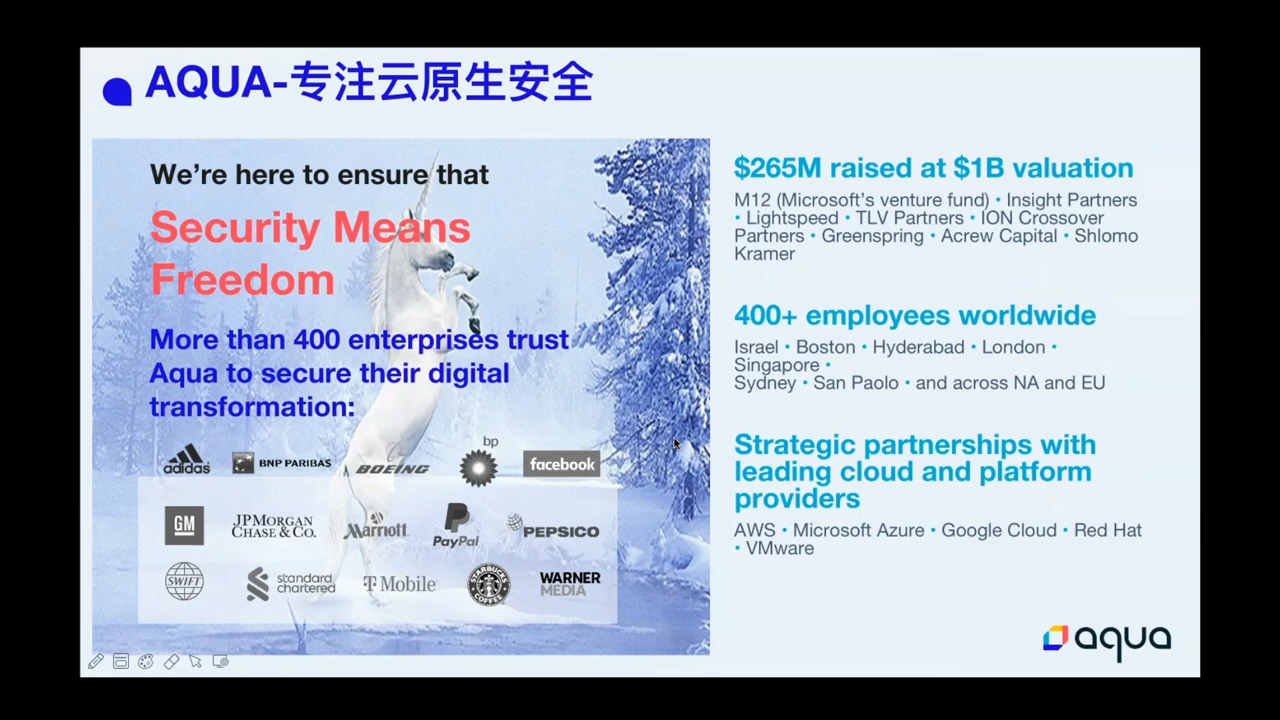 AQUA-专注云原生安全
We're here to ensure that
Security Means
Freedom
More than 400 enterprises trust
Aqua to secure their digital
transformation:
adidas
BNP PARIBAS
BOEING
bp
facebook
GM
JPMORGAN
CHASE & CO.
Marriott
PayPal
PEPSICO
SWIFT
standard
chartered
T Mobile
STARBUCKS
COFFEE
WARNER
MEDIA
$265M raised at $1B valuation
M12 (Microsoft's venture fund) • Insight Partners
• Lightspeed • TLV Partners • ION Crossover
Partners • Greenspring • Acrew Capital • Shlomo
Kramer
400+ employees worldwide
Israel • Boston • Hyderabad • London •
Singapore •
Sydney • San Paolo • and across NA and EU
Strategic partnerships with
leading cloud and platform
providers
AWS • Microsoft Azure • Google Cloud • Red Hat
• VMware
aqua